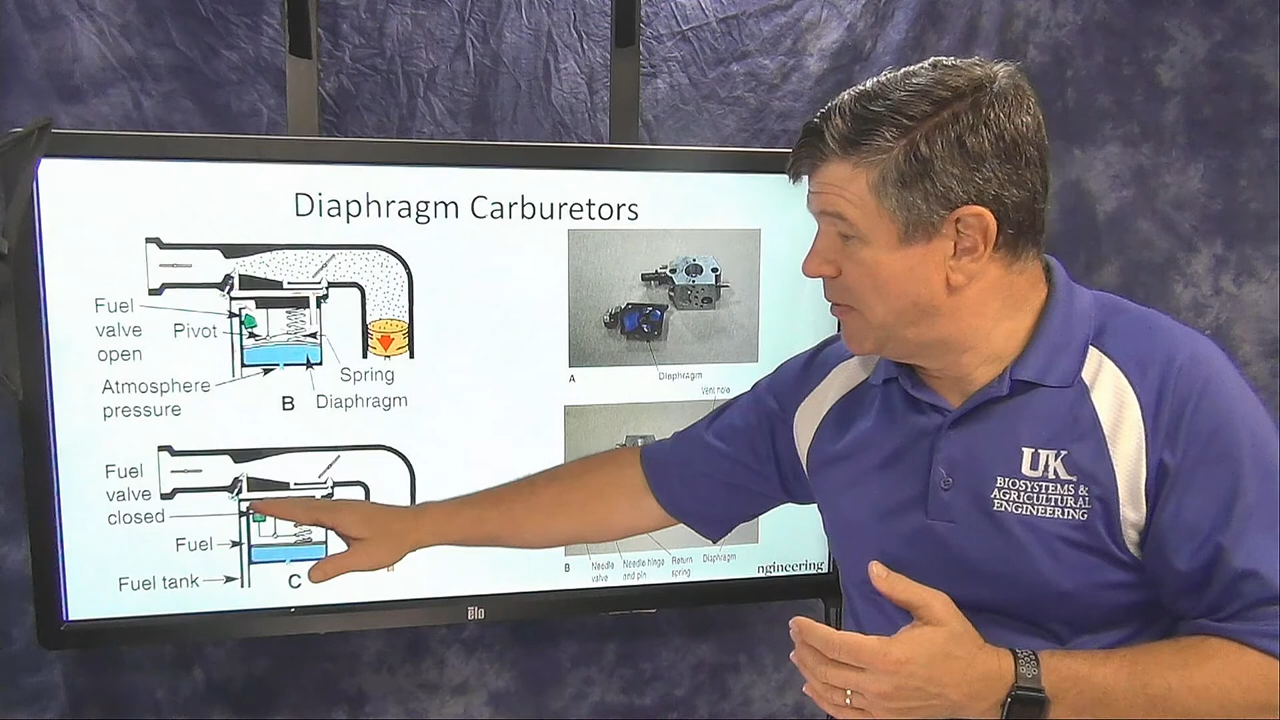 Diaphragm Carburetors
Fuel
valve
open
Pivot
Atmosphere
pressure
Spring
B
Diaphragm
A
Diaphragm
Vent hole
Fuel
valve
closed
Fuel
Fuel tank
C
B
Needle
valve
Needle hinge
and pin
Return
spring
Diaphragm
ngineering
elo
UK
BIOSYSTEMS &
AGRICULTURAL
ENGINEERING